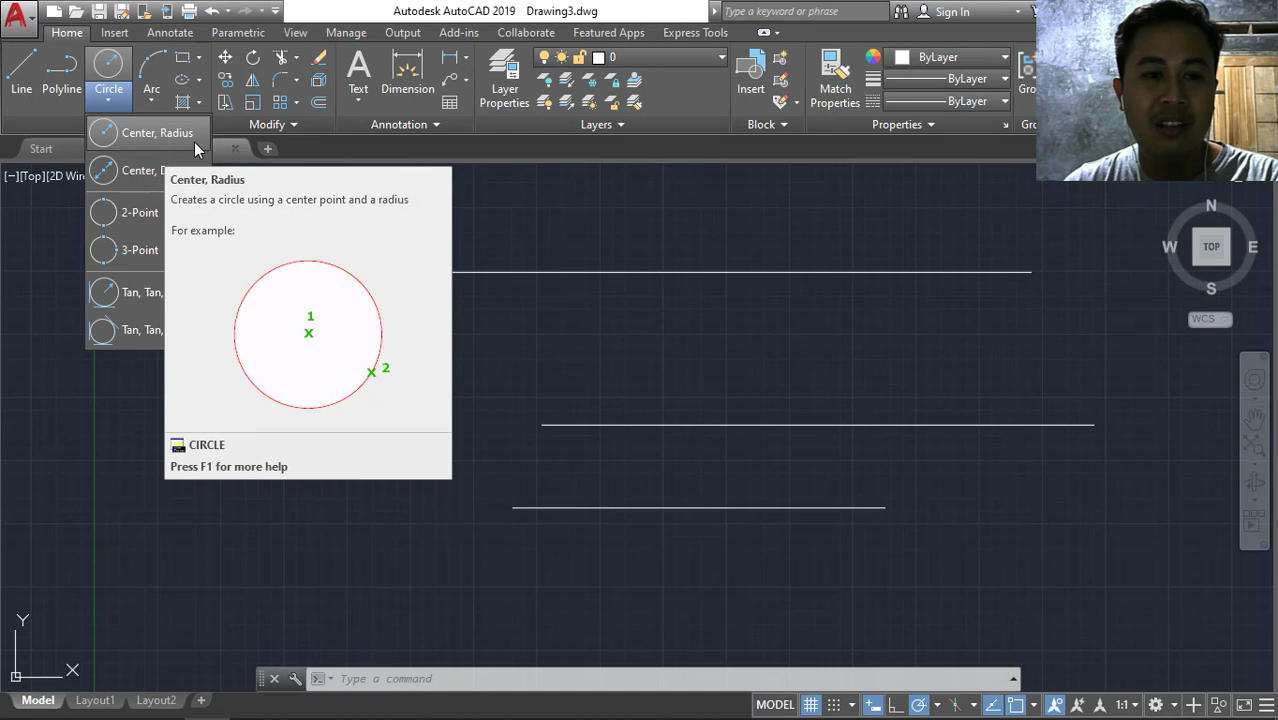 Autodesk AutoCAD 2019 Drawing3.dwg
Type a keyword or phrase
Sign In
Home Insert Annotate Parametric View Manage Output Add-ins Collaborate Featured Apps Express Tools
Line
Polyline
Circle
Arc
Text
Dimension
Layer
Properties
0
Insert
Match
Properties
ByLayer
ByLayer
ByLayer
Modify
Annotation
Layers
Block
Properties
Start
Center, Radius
Center, D
2-Point
3-Point
Tan, Tan,
Tan, Tan,
[−][Top][2D Wir
Center, Radius
Creates a circle using a center point and a radius
For example:
1
2
CIRCLE
Press F1 for more help
N
W
TOP
E
S
WCS
Y
X
Type a command
Model Layout1 Layout2
MODEL
1:1